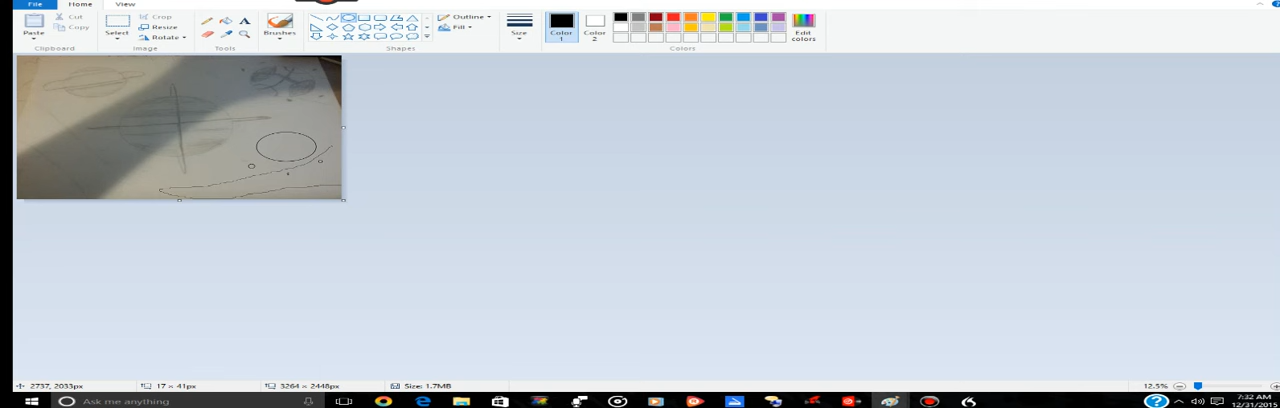 File Home View
Paste Cut Copy Select Crop Resize Rotate A Brushes Outline Fill Size Color 1 Color 2 Edit colors
Clipboard Image Tools Shapes Colors
2737, 2033px 17 × 41px 3264 × 2448px Size: 1.7MB 12.5%
Ask me anything 7:32 AM
12/31/2015